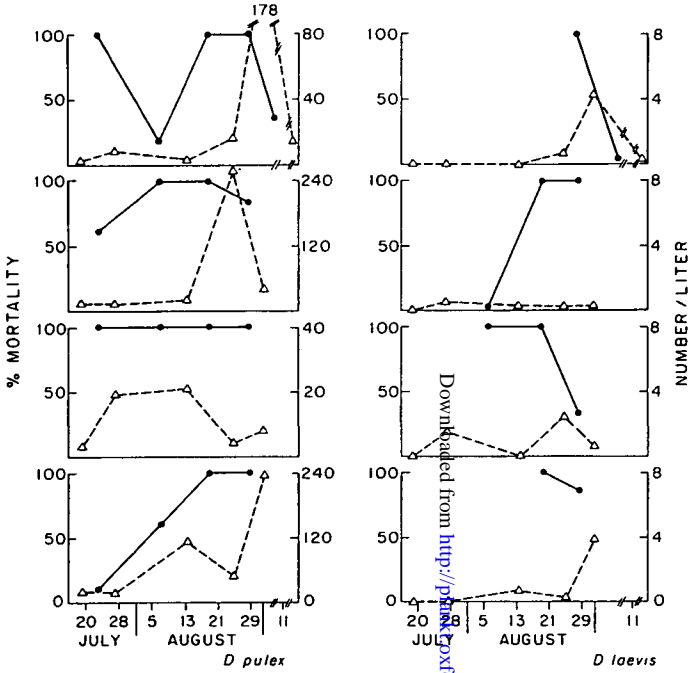 178
100 80 100 8
50 40 50 4
100 240 100 8
50 120 50 4
100 40 100 8
50 20 50 4
100 240 100 8
50 120 50 4
0 0 0 0
20 28 5 13 21 29 11 20 28 5 13 21 29 11
JULY AUGUST JULY AUGUST
D pulex D laevis
% MORTALITY
NUMBER / LITER
Downloaded from http://plankt.oxf